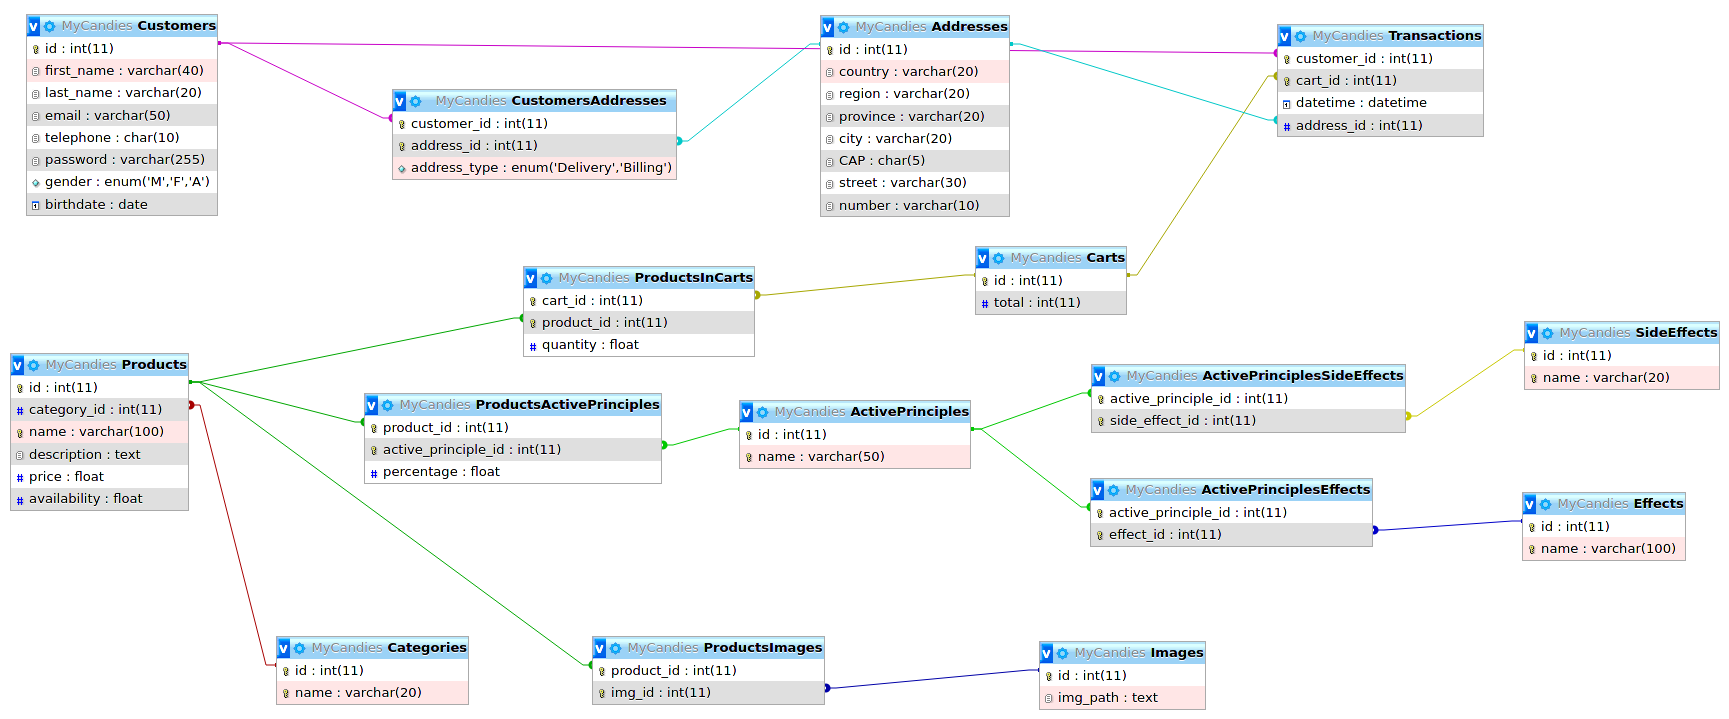 MyCandies Customers
id : int(11)
first_name : varchar(40)
last_name : varchar(20)
email : varchar(50)
telephone : char(10)
password : varchar(255)
gender : enum('M','F','A')
birthdate : date
v MyCandies CustomersAddresses
customer_id : int(11)
address_id : int(11)
address_type : enum('Delivery','Billing')
v MyCandies Addresses
id : int(11)
country : varchar(20)
region : varchar(20)
province : varchar(20)
city : varchar(20)
CAP : char(5)
street : varchar(30)
number : varchar(10)
v MyCandies Transactions
customer_id : int(11)
cart_id : int(11)
datetime : datetime
# address_id : int(11)
v MyCandies ProductsInCarts
cart_id : int(11)
product_id : int(11)
# quantity : float
v MyCandies Carts
id : int(11)
# total : int(11)
v MyCandies Products
id : int(11)
# category_id : int(11)
name : varchar(100)
description : text
# price : float
# availability : float
v MyCandies ProductsActivePrinciples
product_id : int(11)
active_principle_id : int(11)
# percentage : float
v MyCandies ActivePrinciples
id : int(11)
name : varchar(50)
v MyCandies ActivePrinciplesSideEffects
active_principle_id : int(11)
side_effect_id : int(11)
v MyCandies SideEffects
id : int(11)
name : varchar(20)
v MyCandies ActivePrinciplesEffects
active_principle_id : int(11)
effect_id : int(11)
v MyCandies Effects
id : int(11)
name : varchar(100)
v MyCandies Categories
id : int(11)
name : varchar(20)
v MyCandies ProductsImages
product_id : int(11)
img_id : int(11)
v MyCandies Images
id : int(11)
img_path : text